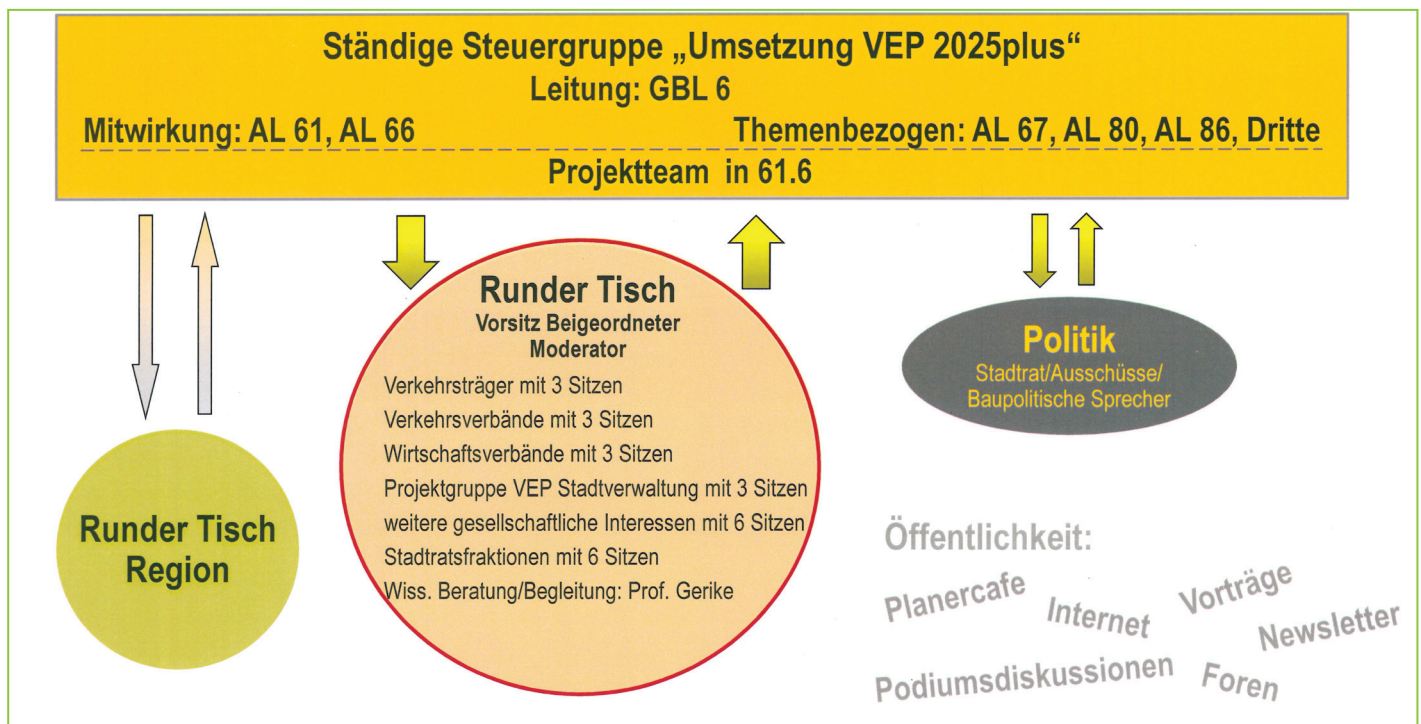 Ständige Steuergruppe „Umsetzung VEP 2025plus“
Leitung: GBL 6
Mitwirkung: AL 61, AL 66
Themenbezogen: AL 67, AL 80, AL 86, Dritte
Projektteam in 61.6
Runder Tisch
Vorsitz Beigeordneter
Moderator
Verkehrsträger mit 3 Sitzen
Verkehrsverbände mit 3 Sitzen
Wirtschaftsverbände mit 3 Sitzen
Projektgruppe VEP Stadtverwaltung mit 3 Sitzen
weitere gesellschaftliche Interessen mit 6 Sitzen
Stadtratsfraktionen mit 6 Sitzen
Wiss. Beratung/Begleitung: Prof. Gerike
Politik
Stadtrat/Ausschüsse/
Baupolitische Sprecher
Runder Tisch
Region
Öffentlichkeit:
Planercafe
Internet
Vorträge
Newsletter
Podiumsdiskussionen
Foren